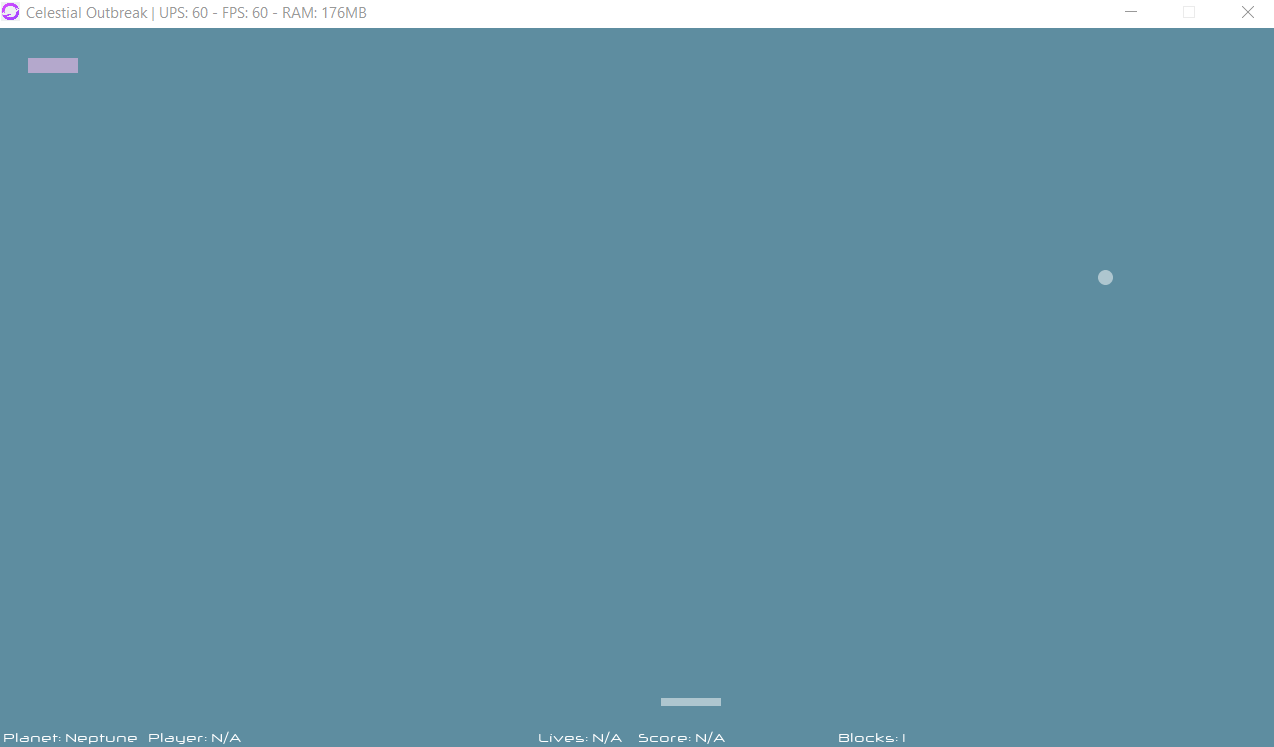 Celestial Outbreak | UPS: 60 - FPS: 60 - RAM: 176MB
Planet: Neptune Player: N/A Lives: N/A Score: N/A Blocks: 1